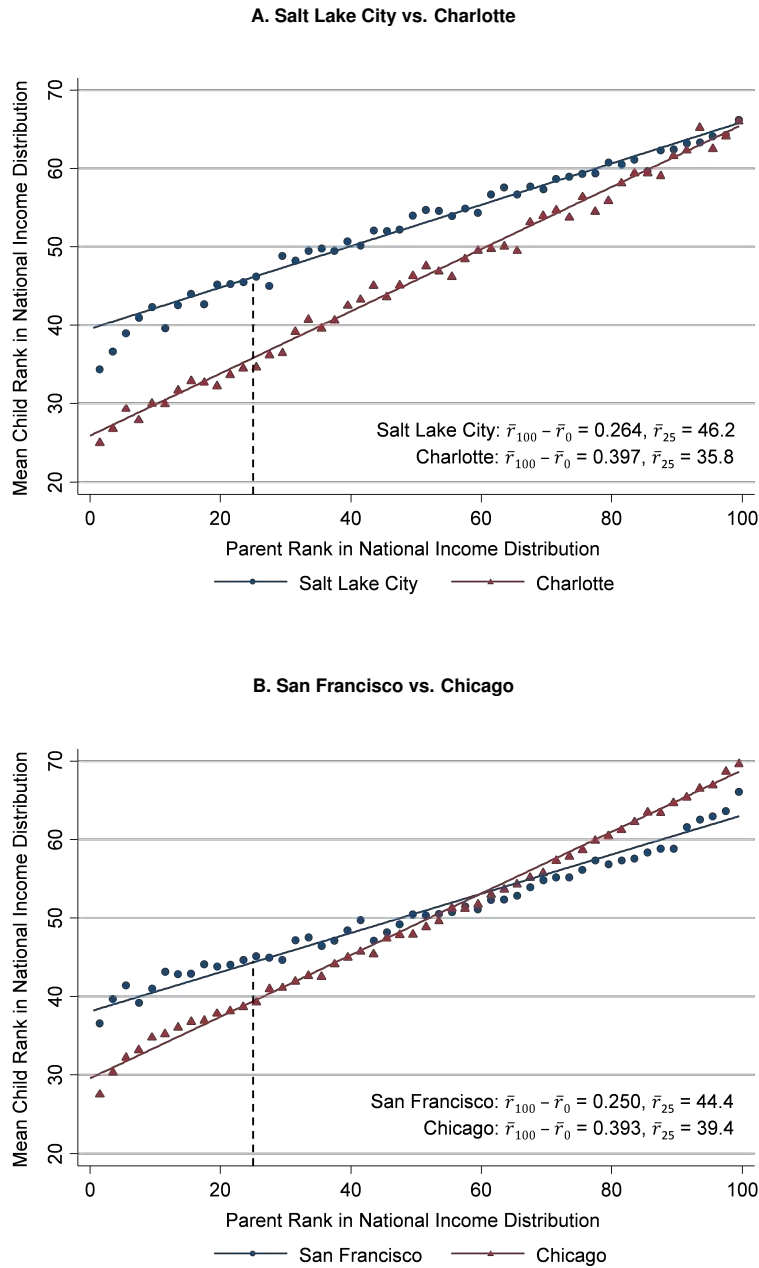 A. Salt Lake City vs. Charlotte
Mean Child Rank in National Income Distribution
70
60
50
40
30
20
Salt Lake City: r̄₁₀₀ – r̄₀ = 0.264, r̄₂₅ = 46.2
Charlotte: r̄₁₀₀ – r̄₀ = 0.397, r̄₂₅ = 35.8
0 20 40 60 80 100
Parent Rank in National Income Distribution
Salt Lake City Charlotte
B. San Francisco vs. Chicago
Mean Child Rank in National Income Distribution
70
60
50
40
30
20
San Francisco: r̄₁₀₀ – r̄₀ = 0.250, r̄₂₅ = 44.4
Chicago: r̄₁₀₀ – r̄₀ = 0.393, r̄₂₅ = 39.4
0 20 40 60 80 100
Parent Rank in National Income Distribution
San Francisco Chicago